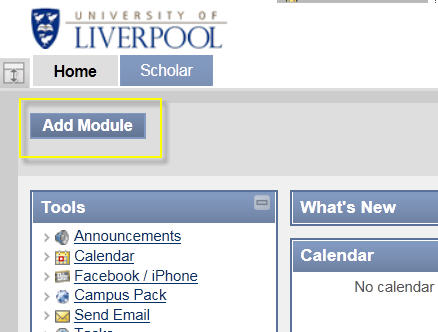 UNIVERSITY OF
LIVERPOOL
Home
Scholar
Add Module
Tools
Announcements
Calendar
Facebook / iPhone
Campus Pack
Send Email
Tasks
What's New
Calendar
No calendar